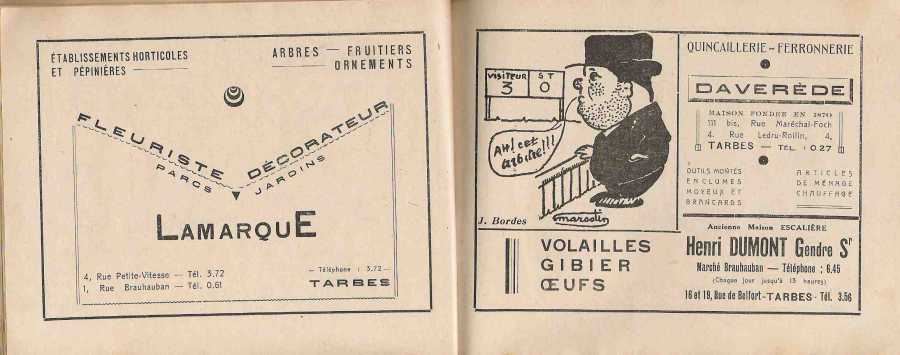 ÉTABLISSEMENTS HORTICOLES
ET PÉPINIÈRES
ARBRES — FRUITIERS
ORNEMENTS
FLEURISTE DÉCORATEUR
PARCS JARDINS
LAMARQUE
4, Rue Petite-Vitesse — Tél. 3.72
1, Rue Brauhauban — Tél. 0.61
— Téléphone : 3.72 —
TARBES
VISITEUR S T
3 0
AH! cet
arbitre!!!
J. Bordes
marsolin
VOLAILLES
GIBIER
ŒUFS
QUINCAILLERIE - FERRONNERIE
DAVERÈDE
MAISON FONDÉE EN 1870
111 bis, Rue Maréchal-Foch
4, Rue Ledru-Rollin, 4,
TARBES — TÉL. : 0.27
OUTILS MONTÉS
ENCLUMES
MOYEUX ET
BRANCARDS
ARTICLES
DE MÉNAGE
CHAUFFAGE
Ancienne Maison ESCALIÈRE
Henri DUMONT Gendre Sr
Marché Brauhauban — Téléphone : 6.45
(Chaque jour jusqu'à 13 heures)
16 et 19, Rue de Belfort - TARBES - Tél. 3.56